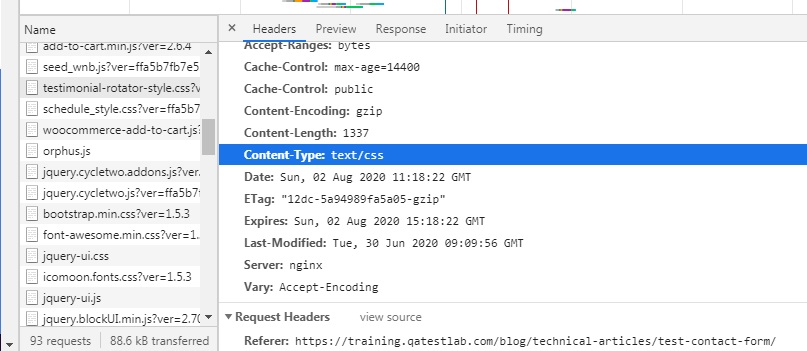 Name
add-to-cart.min.js?ver=2.6.4
seed_wnb.js?ver=ffa5b7fb7e5
testimonial-rotator-style.css?v
schedule_style.css?ver=ffa5b7
woocommerce-add-to-cart.js?
orphus.js
jquery.cycletwo.addons.js?ver
jquery.cycletwo.js?ver=ffa5b7f
bootstrap.min.css?ver=1.5.3
font-awesome.min.css?ver=1.
jquery-ui.css
icomoon.fonts.css?ver=1.5.3
jquery-ui.js
jquery.blockUI.min.js?ver=2.70
93 requests 88.6 kB transferred
Headers Preview Response Initiator Timing
Accept-Ranges: bytes
Cache-Control: max-age=14400
Cache-Control: public
Content-Encoding: gzip
Content-Length: 1337
Content-Type: text/css
Date: Sun, 02 Aug 2020 11:18:22 GMT
ETag: "12dc-5a94989fa5a05-gzip"
Expires: Sun, 02 Aug 2020 15:18:22 GMT
Last-Modified: Tue, 30 Jun 2020 09:09:56 GMT
Server: nginx
Vary: Accept-Encoding
Request Headers view source
Referer: https://training.qatestlab.com/blog/technical-articles/test-contact-form/